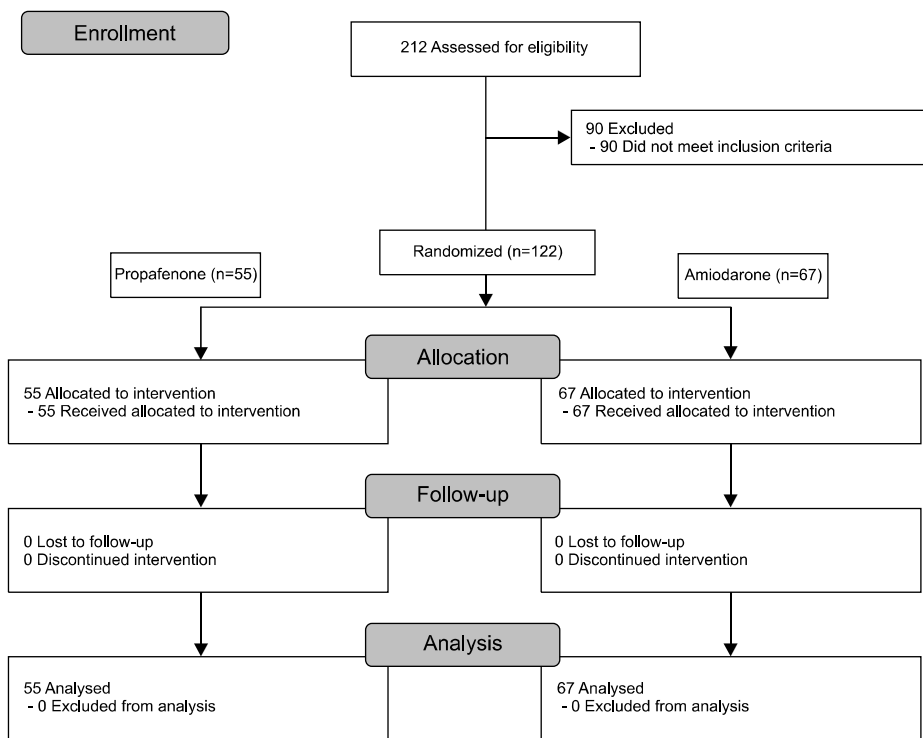 Enrollment
212 Assessed for eligibility
90 Excluded
- 90 Did not meet inclusion criteria
Randomized (n=122)
Propafenone (n=55)
Amiodarone (n=67)
Allocation
55 Allocated to intervention
- 55 Received allocated to intervention
67 Allocated to intervention
- 67 Received allocated to intervention
Follow-up
0 Lost to follow-up
0 Discontinued intervention
0 Lost to follow-up
0 Discontinued intervention
Analysis
55 Analysed
- 0 Excluded from analysis
67 Analysed
- 0 Excluded from analysis